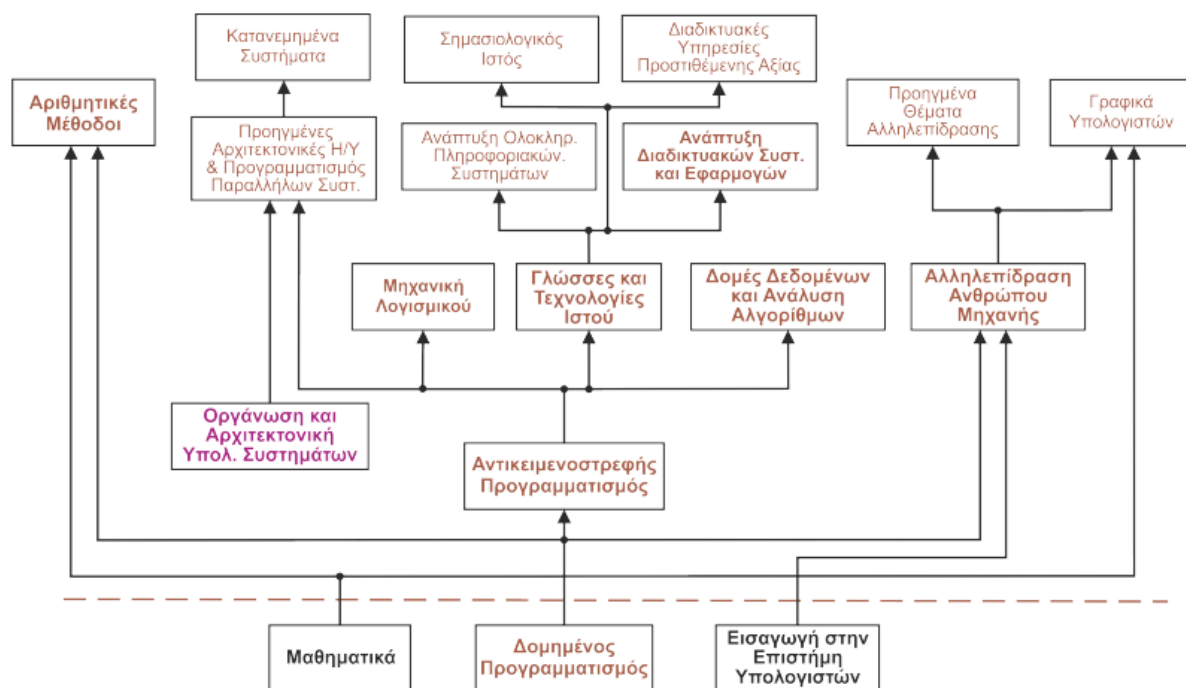 Κατανεμημένα
Συστήματα
Σημασιολογικός
Ιστός
Διαδικτυακές
Υπηρεσίες
Προστιθέμενης Αξίας
Αριθμητικές
Μέθοδοι
Προηγμένες
Αρχιτεκτονικές Η/Υ
& Προγραμματισμός
Παραλλήλων Συστ.
Ανάπτυξη Ολοκληρ.
Πληροφοριακών.
Συστημάτων
Ανάπτυξη
Διαδικτυακών Συστ.
και Εφαρμογών
Προηγμένα
Θέματα
Αλληλεπίδρασης
Γραφικά
Υπολογιστών
Μηχανική
Λογισμικού
Γλώσσες και
Τεχνολογίες
Ιστού
Δομές Δεδομένων
και Ανάλυση
Αλγορίθμων
Αλληλεπίδραση
Ανθρώπου
Μηχανής
Οργάνωση και
Αρχιτεκτονική
Υπολ. Συστημάτων
Αντικειμενοστρεφής
Προγραμματισμός
Μαθηματικά
Δομημένος
Προγραμματισμός
Εισαγωγή στην
Επιστήμη
Υπολογιστών